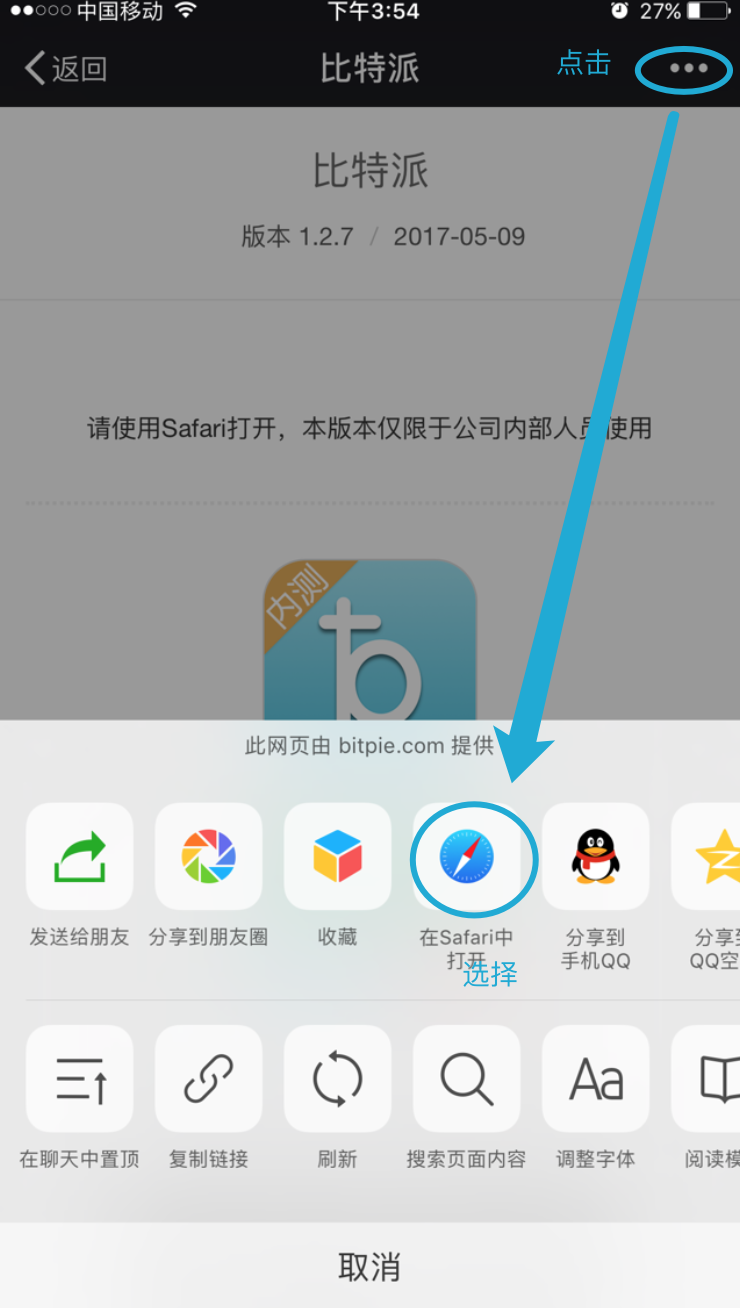 中国移动 下午3:54 27%
返回 比特派 点击
比特派
版本 1.2.7 / 2017-05-09
请使用Safari打开，本版本仅限于公司内部人员使用
内测
此网页由 bitpie.com 提供
发送给朋友 分享到朋友圈 收藏 在Safari中 分享到 分享到
打开 手机QQ QQ空
选择
在聊天中置顶 复制链接 刷新 搜索页面内容 调整字体 阅读模
取消